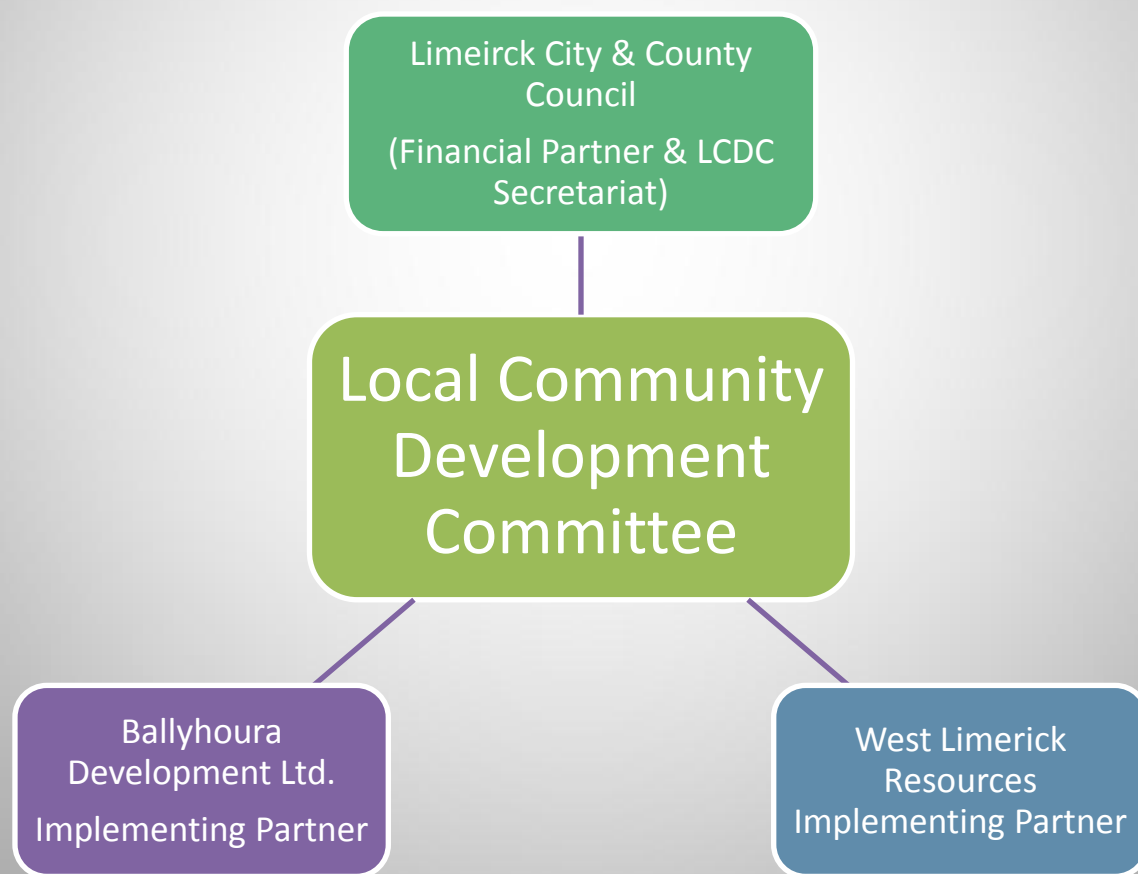 Limeirck City & County
Council
(Financial Partner & LCDC
Secretariat)
Local Community
Development
Committee
Ballyhoura
Development Ltd.
Implementing Partner
West Limerick
Resources
Implementing Partner